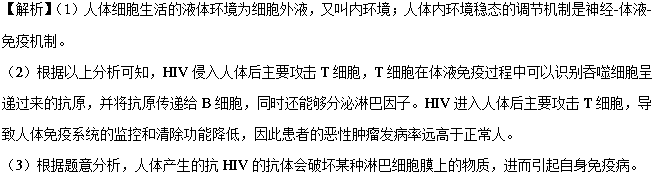 【解析】（1）人体细胞生活的液体环境为细胞外液，又叫内环境；人体内环境稳态的调节机制是神经-体液-
免疫机制。
（2）根据以上分析可知，HIV 侵入人体后主要攻击 T 细胞，T 细胞在体液免疫过程中可以识别吞噬细胞呈
递过来的抗原，并将抗原传递给 B 细胞，同时还能够分泌淋巴因子。HIV 进入人体后主要攻击 T 细胞，导
致人体免疫系统的监控和清除功能降低，因此患者的恶性肿瘤发病率远高于正常人。
（3）根据题意分析，人体产生的抗 HIV 的抗体会破坏某种淋巴细胞膜上的物质，进而引起自身免疫病。